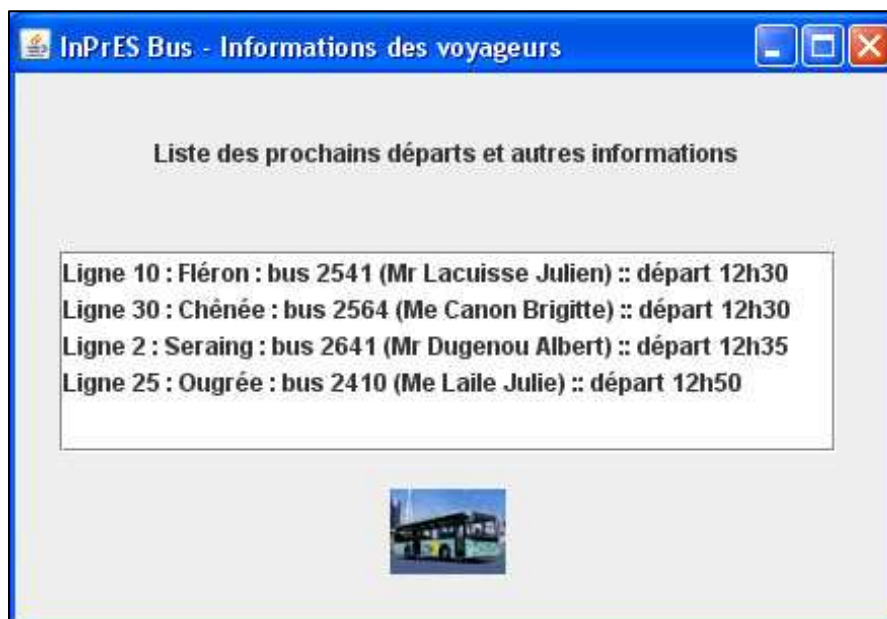 InPrES Bus - Informations des voyageurs
Liste des prochains départs et autres informations
Ligne 10 : Fléron : bus 2541 (Mr Lacuisse Julien) :: départ 12h30
Ligne 30 : Chênée : bus 2564 (Me Canon Brigitte) :: départ 12h30
Ligne 2 : Seraing : bus 2641 (Mr Dugenou Albert) :: départ 12h35
Ligne 25 : Ougrée : bus 2410 (Me Laile Julie) :: départ 12h50